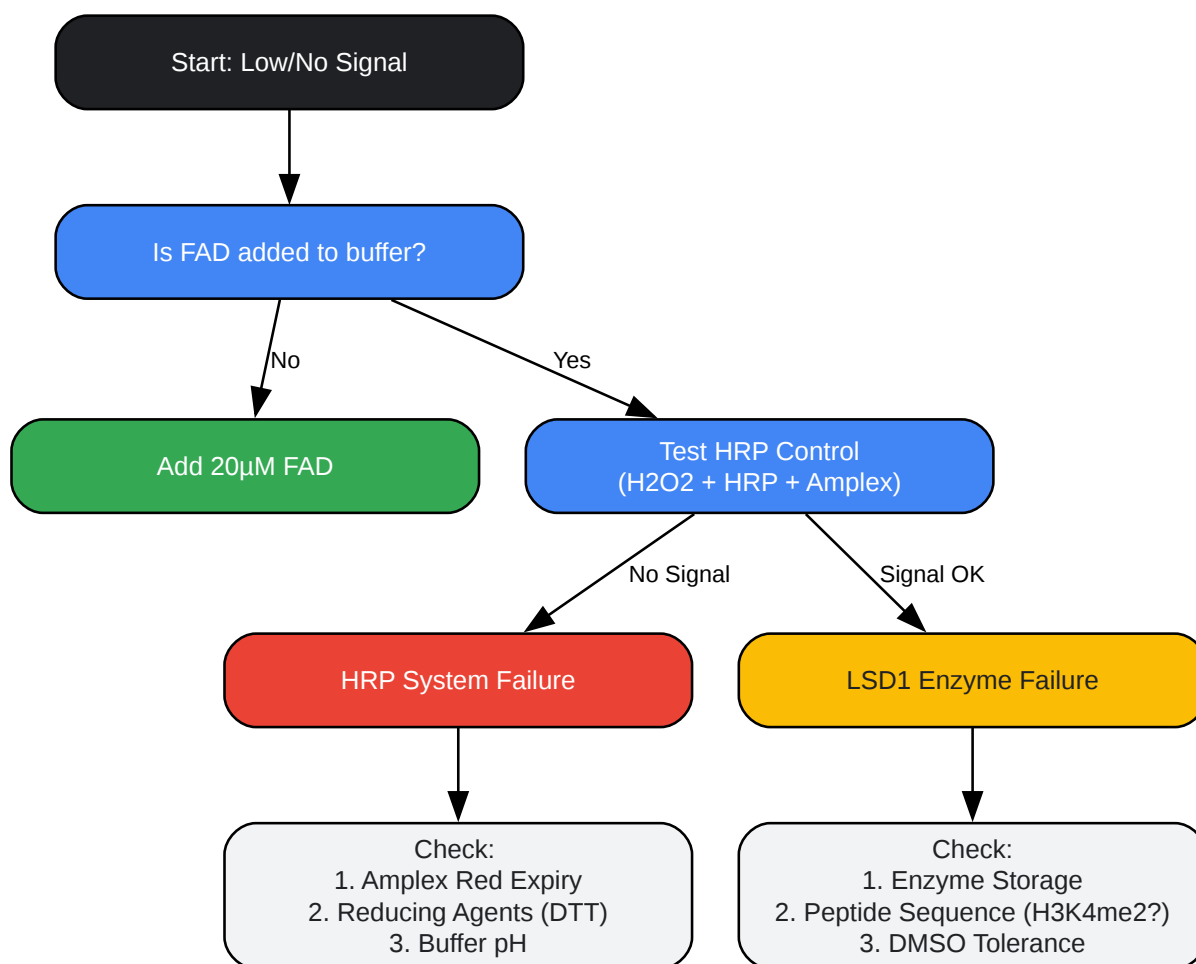 Start: Low/No Signal
Is FAD added to buffer?
No
Yes
Add 20µM FAD
Test HRP Control
(H2O2 + HRP + Amplex)
No Signal
Signal OK
HRP System Failure
LSD1 Enzyme Failure
Check:
1. Amplex Red Expiry
2. Reducing Agents (DTT)
3. Buffer pH
Check:
1. Enzyme Storage
2. Peptide Sequence (H3K4me2?)
3. DMSO Tolerance